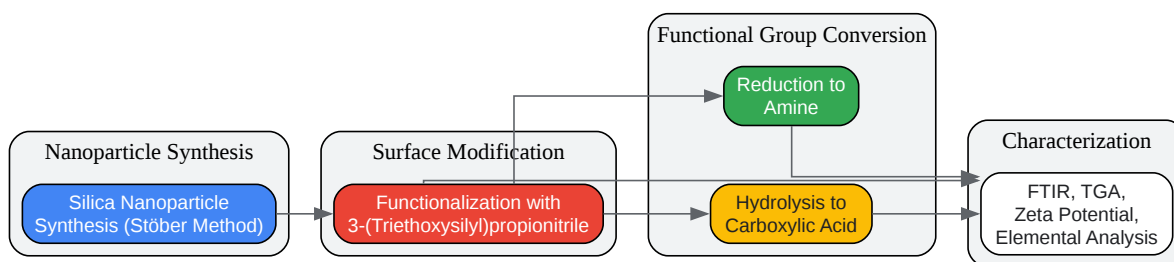 Functional Group Conversion
Reduction to
Amine
Nanoparticle Synthesis
Silica Nanoparticle
Synthesis (Stöber Method)
Surface Modification
Functionalization with
3-(Triethoxysilyl)propionitrile
Hydrolysis to
Carboxylic Acid
Characterization
FTIR, TGA,
Zeta Potential,
Elemental Analysis